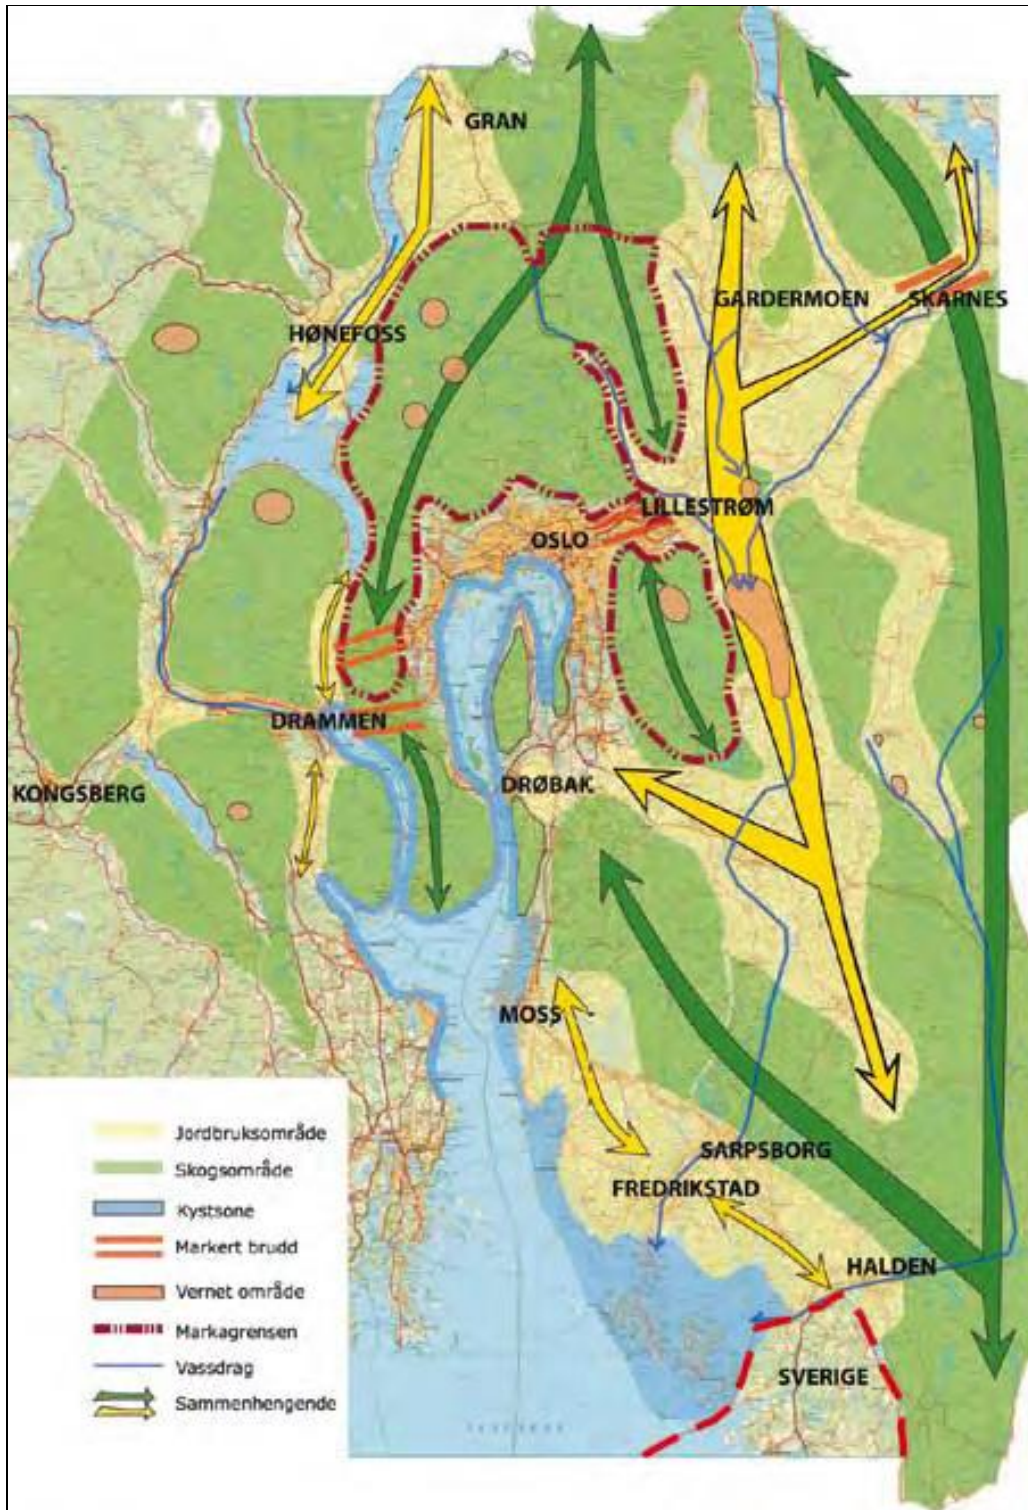 GRAN
HØNEFOSS
GARDERMOEN
SKARNES
LILLESTRØM
OSLO
DRAMMEN
DRØBAK
KONGSBERG
MOSS
SARPSBORG
FREDRIKSTAD
HALDEN
SVERIGE
Jordbruksområde
Skogsområde
Kystsone
Markert brudd
Vernet område
Markagrensen
Vassdrag
Sammenhengende